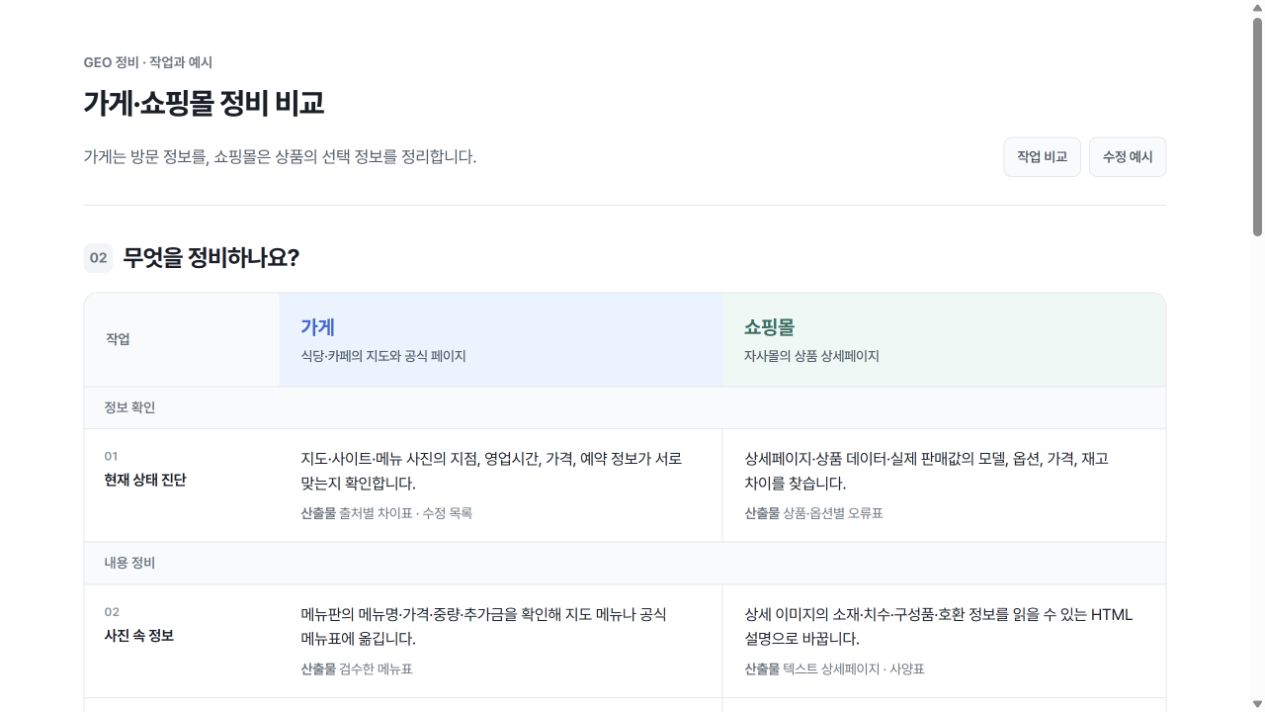 GEO 정비 · 작업과 예시
가게·쇼핑몰 정비 비교
가게는 방문 정보를, 쇼핑몰은 상품의 선택 정보를 정리합니다.
작업 비교
수정 예시
02 무엇을 정비하나요?
작업
가게
식당·카페의 지도와 공식 페이지
쇼핑몰
자사몰의 상품 상세페이지
정보 확인
01
현재 상태 진단
지도·사이트·메뉴 사진의 지점, 영업시간, 가격, 예약 정보가 서로
맞는지 확인합니다.
산출물 출처별 차이표 · 수정 목록
상세페이지·상품 데이터·실제 판매값의 모델, 옵션, 가격, 재고
차이를 찾습니다.
산출물 상품·옵션별 오류표
내용 정비
02
사진 속 정보
메뉴판의 메뉴명·가격·중량·추가금을 확인해 지도 메뉴나 공식
메뉴표에 옮깁니다.
산출물 검수한 메뉴표
상세 이미지의 소재·치수·구성품·호환 정보를 읽을 수 있는 HTML
설명으로 바꿉니다.
산출물 텍스트 상세페이지 · 사양표